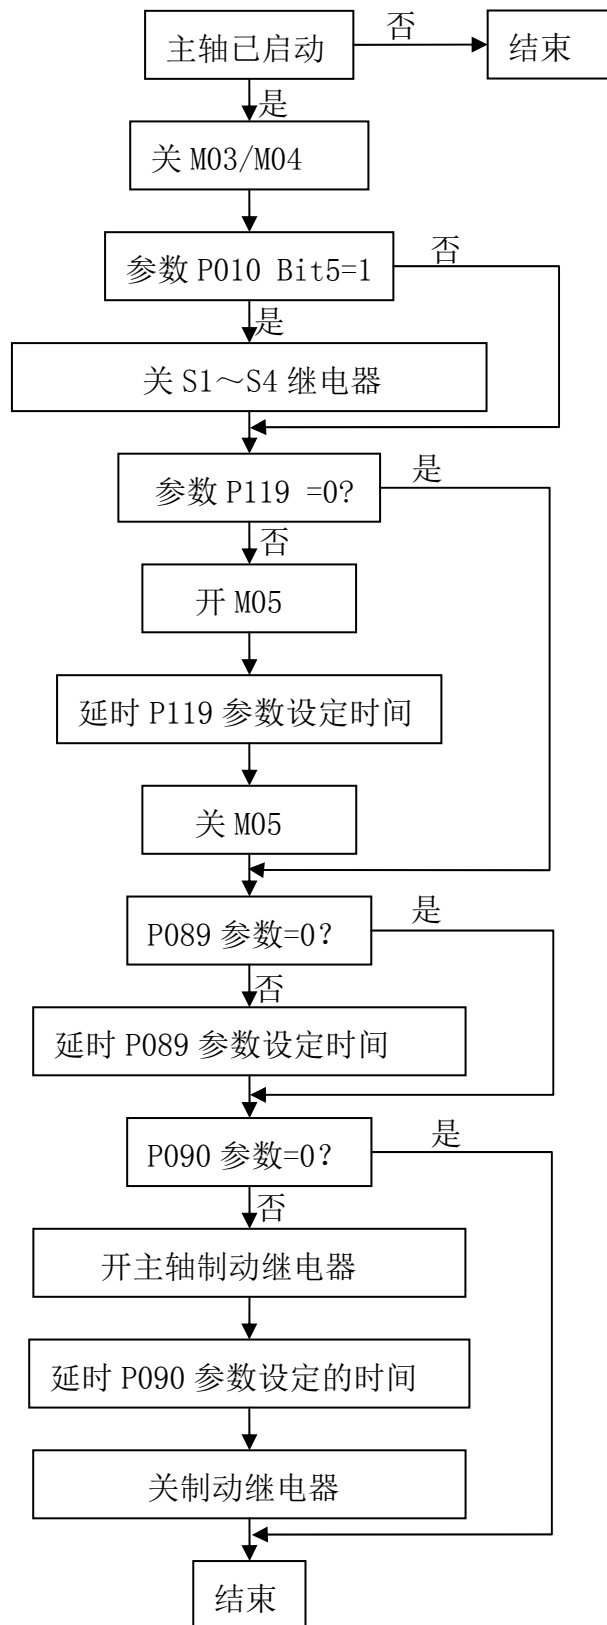 主轴已启动
否
结束
是
关 M03/M04
参数 P010 Bit5=1
否
是
关 S1～S4 继电器
参数 P119 =0?
是
否
开 M05
延时 P119 参数设定时间
关 M05
P089 参数=0？
是
否
延时 P089 参数设定时间
P090 参数=0？
是
否
开主轴制动继电器
延时 P090 参数设定的时间
关制动继电器
结束